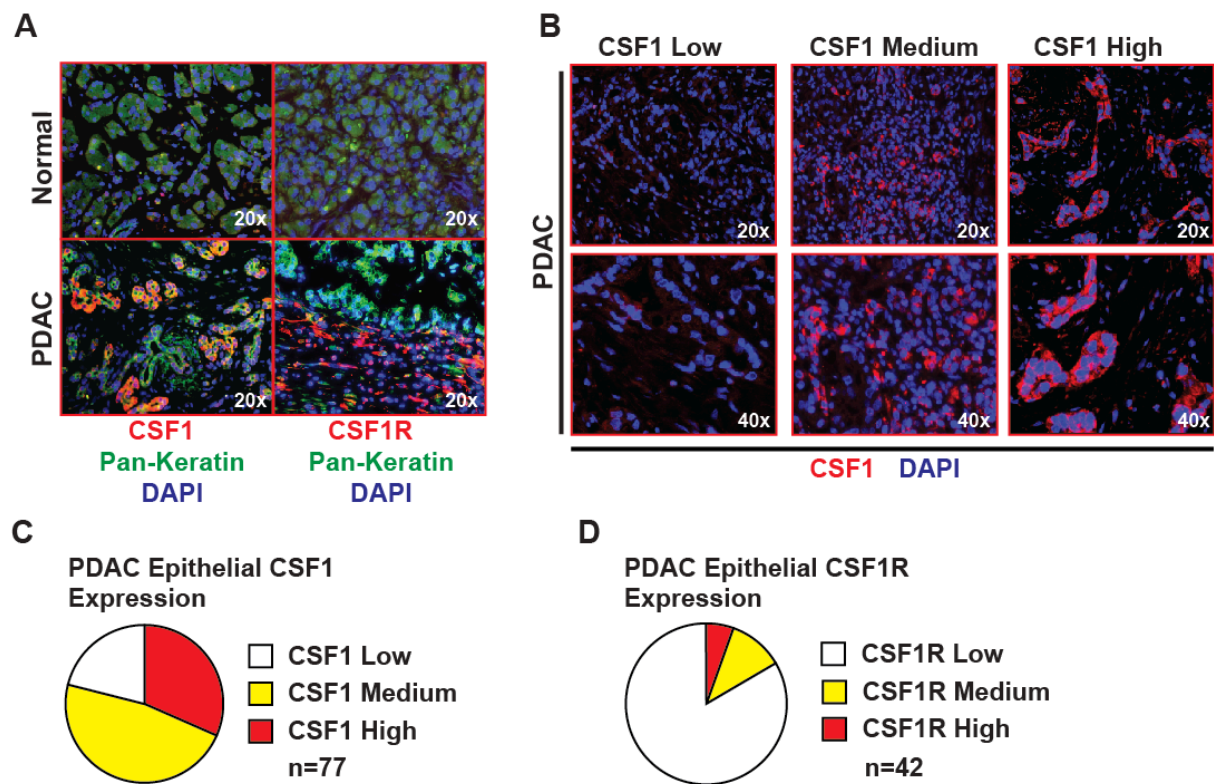 A
Normal
20x
20x
PDAC
20x
20x
CSF1
Pan-Keratin
DAPI
CSF1R
Pan-Keratin
DAPI
B
CSF1 Low
CSF1 Medium
CSF1 High
PDAC
20x
20x
20x
40x
40x
40x
CSF1 DAPI
C
PDAC Epithelial CSF1
Expression
CSF1 Low
CSF1 Medium
CSF1 High
n=77
D
PDAC Epithelial CSF1R
Expression
CSF1R Low
CSF1R Medium
CSF1R High
n=42